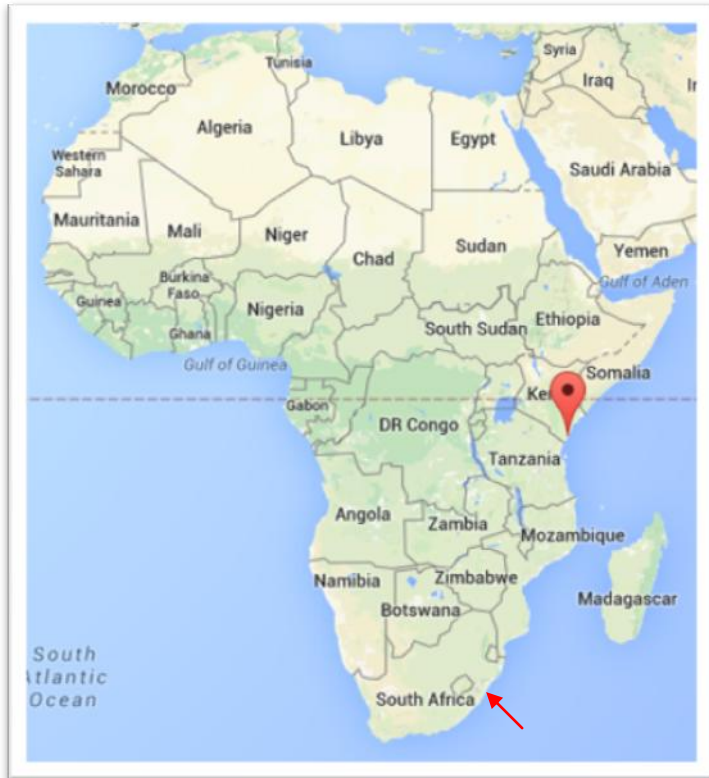 Syria
Tunisia
Iraq
Morocco
Algeria
Libya
Egypt
Western
Sahara
Saudi Arabia
Mauritania
Mali
Niger
Chad
Sudan
Yemen
Burkina
Faso
Gulf of Aden
Guinea
Nigeria
Ethiopia
South Sudan
Ghana
Gulf of Guinea
Somalia
Gabon
DR Congo
Tanzania
Angola
Zambia
Mozambique
Namibia
Zimbabwe
Botswana
Madagascar
South
Atlantic
Ocean
South Africa